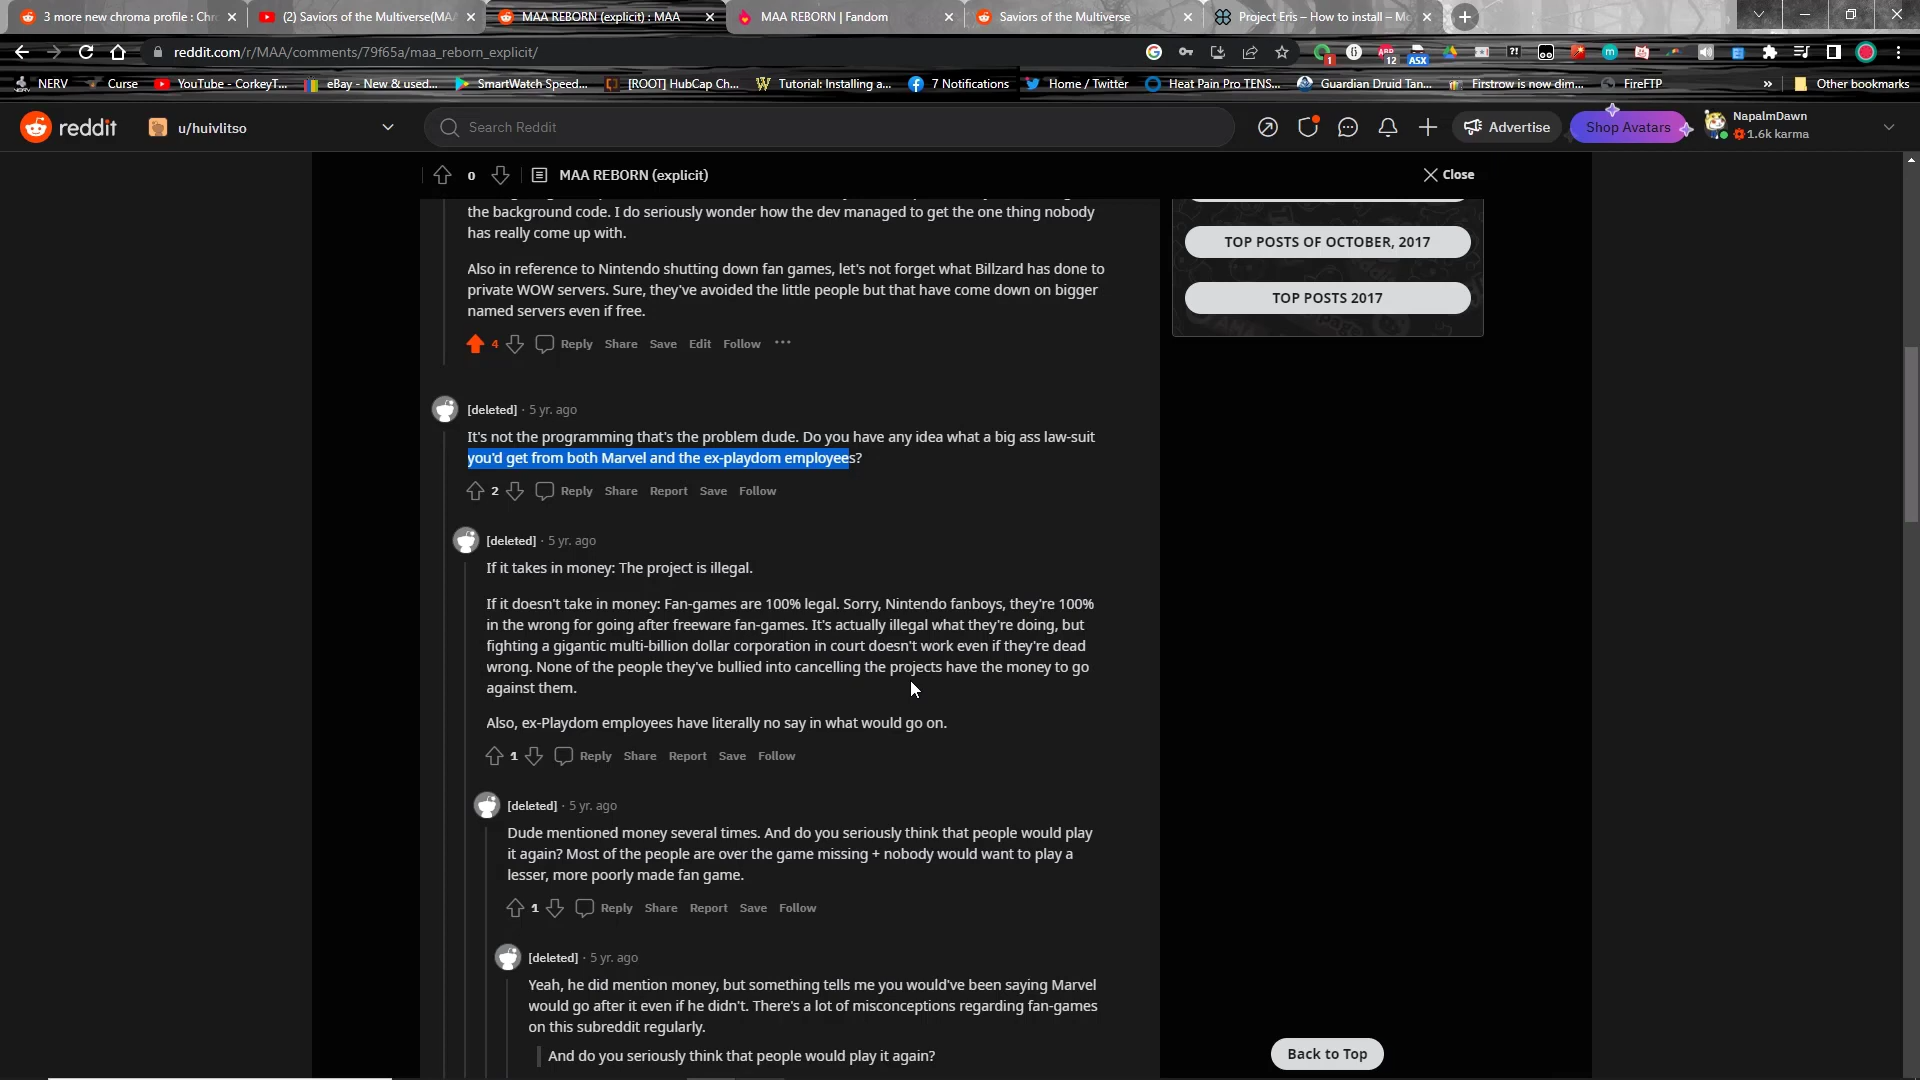 3 more new chroma profile : Chr
(2) Saviors of the Multiverse(MAA
MAA REBORN (explicit) : MAA
MAA REBORN | Fandom
Saviors of the Multiverse
Project Eris – How to install – Mo
reddit.com/r/MAA/comments/79f65a/maa_reborn_explicit/
NERV
Curse
YouTube - CorkeyT...
eBay - New & used...
SmartWatch Speed...
[ROOT] HubCap Ch...
Tutorial: Installing a...
7 Notifications
Home / Twitter
Heat Pain Pro TENS...
Guardian Druid Tan...
Firstrow is now dim...
FireFTP
»
Other bookmarks
reddit
u/huivlitso
Search Reddit
Advertise
Shop Avatars
NapalmDawn
1.6k karma
0
MAA REBORN (explicit)
Close
the background code. I do seriously wonder how the dev managed to get the one thing nobody
has really come up with.
Also in reference to Nintendo shutting down fan games, let's not forget what Billzard has done to
private WOW servers. Sure, they've avoided the little people but that have come down on bigger
named servers even if free.
4 Reply Share Save Edit Follow ...
TOP POSTS OF OCTOBER, 2017
TOP POSTS 2017
[deleted] · 5 yr. ago
It's not the programming that's the problem dude. Do you have any idea what a big ass law-suit
you'd get from both Marvel and the ex-playdom employees?
2 Reply Share Report Save Follow
[deleted] · 5 yr. ago
If it takes in money: The project is illegal.
If it doesn't take in money: Fan-games are 100% legal. Sorry, Nintendo fanboys, they're 100%
in the wrong for going after freeware fan-games. It's actually illegal what they're doing, but
fighting a gigantic multi-billion dollar corporation in court doesn't work even if they're dead
wrong. None of the people they've bullied into cancelling the projects have the money to go
against them.
Also, ex-Playdom employees have literally no say in what would go on.
1 Reply Share Report Save Follow
[deleted] · 5 yr. ago
Dude mentioned money several times. And do you seriously think that people would play
it again? Most of the people are over the game missing + nobody would want to play a
lesser, more poorly made fan game.
1 Reply Share Report Save Follow
[deleted] · 5 yr. ago
Yeah, he did mention money, but something tells me you would've been saying Marvel
would go after it even if he didn't. There's a lot of misconceptions regarding fan-games
on this subreddit regularly.
And do you seriously think that people would play it again?
Back to Top